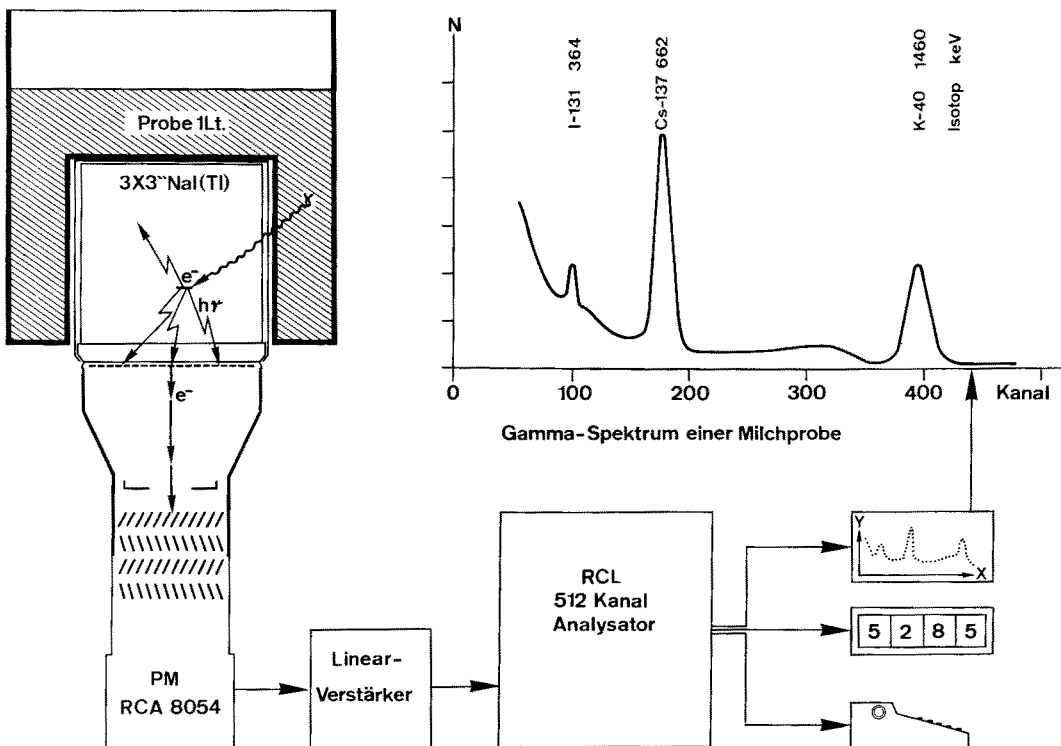 Probe 1Lt.
3X3" NaI(Tl)
γ
e⁻
hγ
e⁻
PM
RCA 8054
Linear-
Verstärker
RCL
512 Kanal
Analysator
N
I-131 364
Cs-137 662
K-40 1460
Isotop keV
0 100 200 300 400 Kanal
Gamma-Spektrum einer Milchprobe
Y
X
5 2 8 5